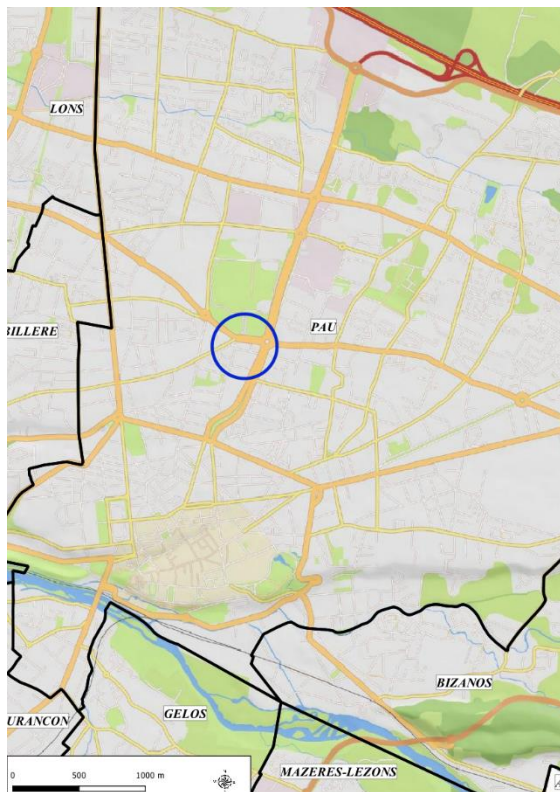 LONS
BILLERE
PAU
BIZANOS
GELOS
URANCON
MAZERES-LEZONS
0 500 1000 m